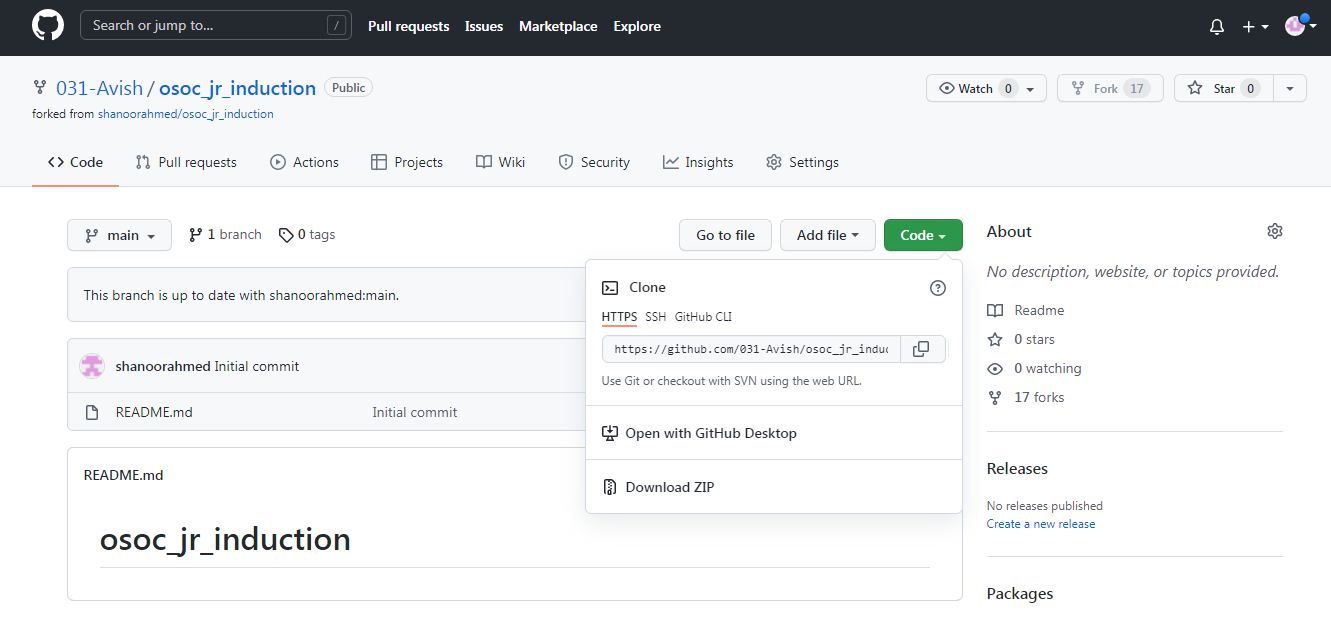 Search or jump to... / Pull requests Issues Marketplace Explore
031-Avish / osoc_jr_induction Public Watch 0 Fork 17 Star 0
forked from shanoorahmed/osoc_jr_induction
Code Pull requests Actions Projects Wiki Security Insights Settings
main 1 branch 0 tags Go to file Add file Code
This branch is up to date with shanoorahmed:main.
shanoorahmed Initial commit
README.md Initial commit
README.md
osoc_jr_induction
Clone
HTTPS SSH GitHub CLI
https://github.com/031-Avish/osoc_jr_induc
Use Git or checkout with SVN using the web URL.
Open with GitHub Desktop
Download ZIP
About
No description, website, or topics provided.
Readme
0 stars
0 watching
17 forks
Releases
No releases published
Create a new release
Packages